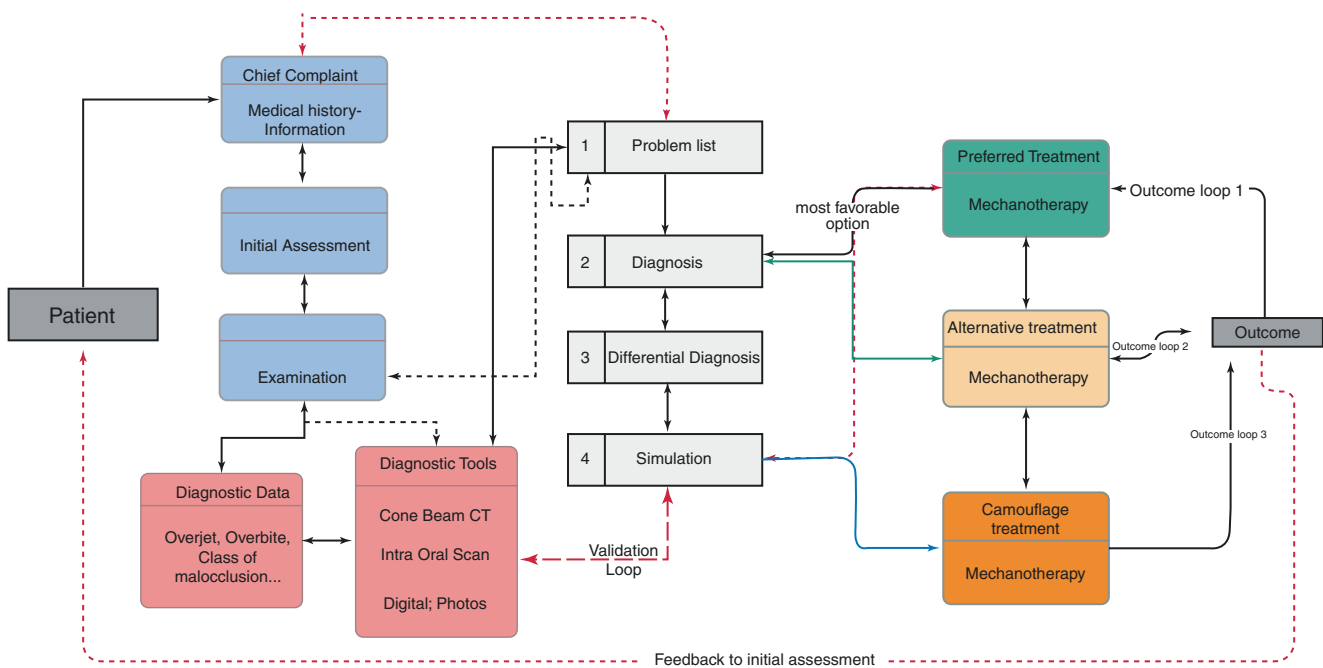 Chief Complaint
Medical history-
Information
Initial Assessment
Examination
Patient
Diagnostic Data
Overjet, Overbite,
Class of
malocclusion...
Diagnostic Tools
Cone Beam CT
Intra Oral Scan
Digital; Photos
1
Problem list
2
Diagnosis
3
Differential Diagnosis
4
Simulation
Validation
Loop
most favorable
option
Preferred Treatment
Mechanotherapy
Alternative treatment
Mechanotherapy
Camouflage
treatment
Mechanotherapy
Outcome loop 1
Outcome loop 2
Outcome
Outcome loop 3
Feedback to initial assessment